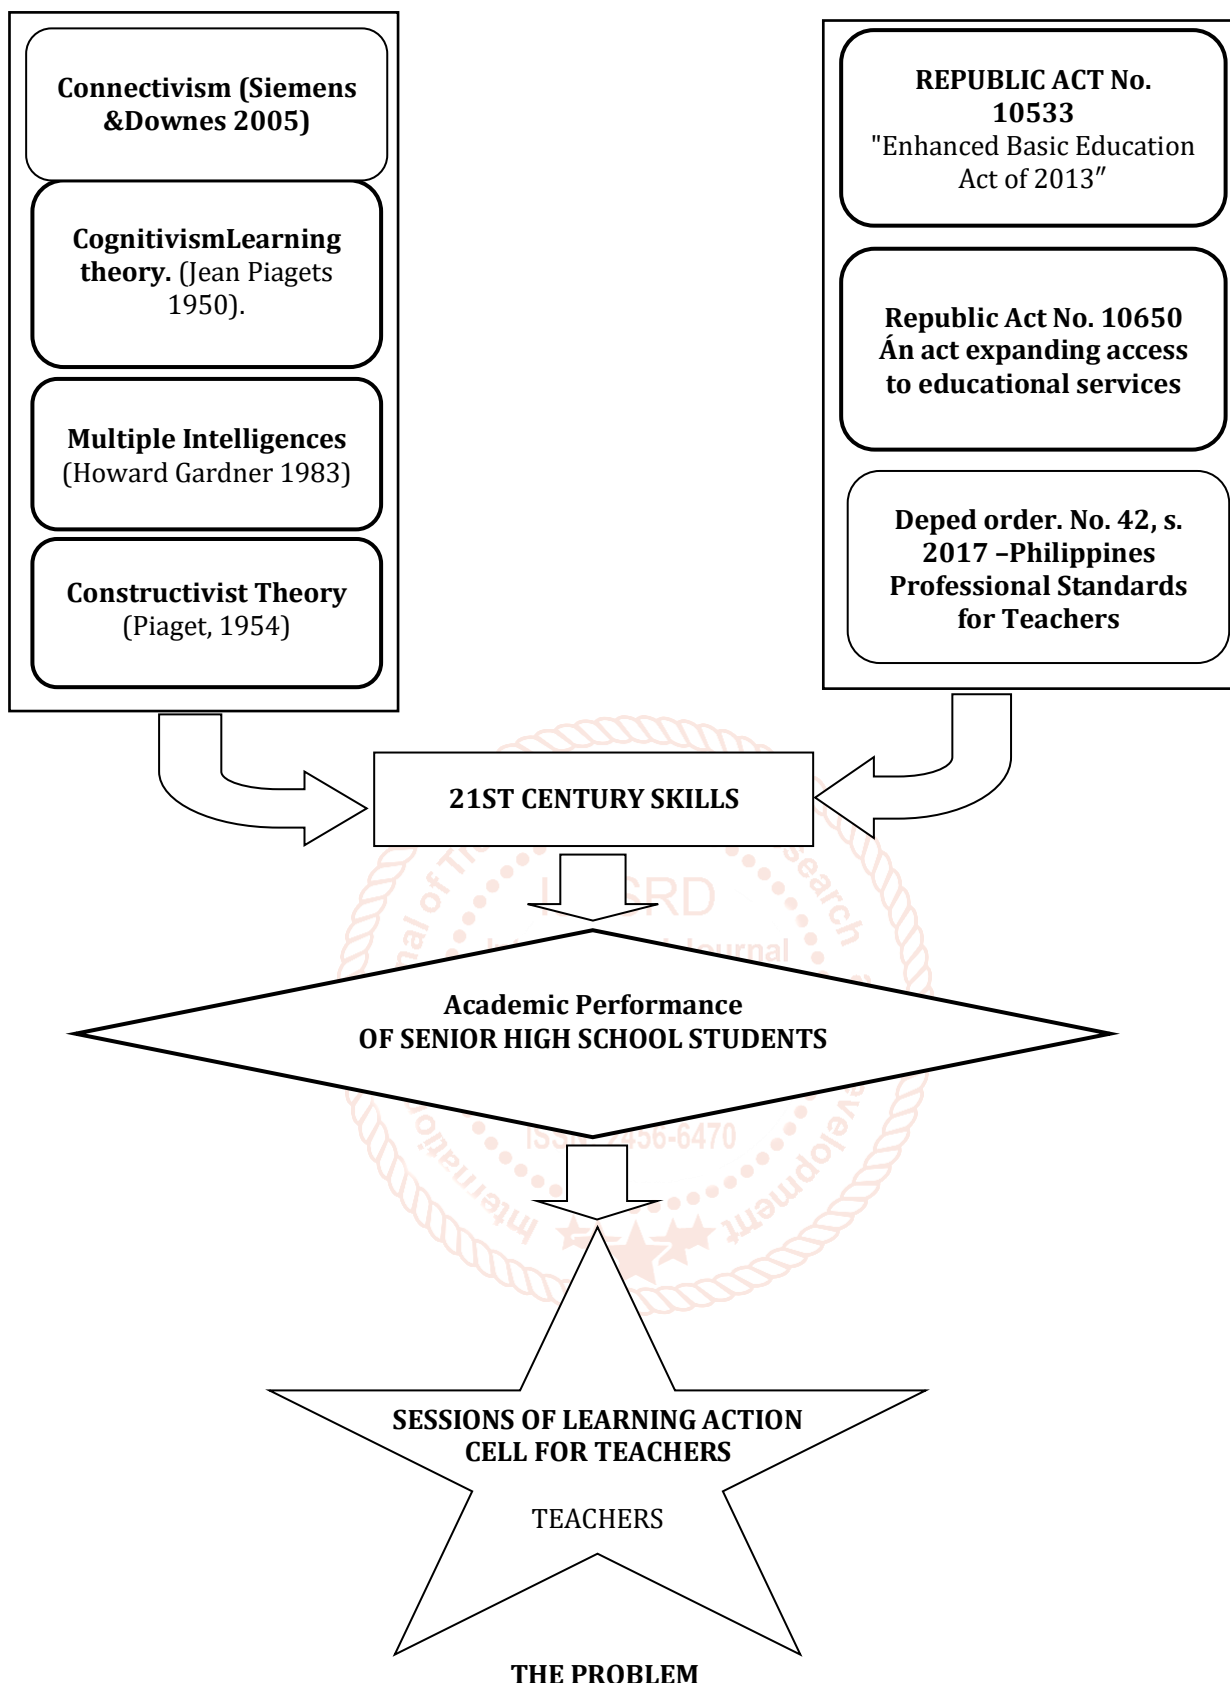 Connectivism (Siemens
&Downes 2005)
CognitivismLearning
theory. (Jean Piagets
1950).
Multiple Intelligences
(Howard Gardner 1983)
Constructivist Theory
(Piaget, 1954)
REPUBLIC ACT No.
10533
"Enhanced Basic Education
Act of 2013″
Republic Act No. 10650
Án act expanding access
to educational services
Deped order. No. 42, s.
2017 –Philippines
Professional Standards
for Teachers
21ST CENTURY SKILLS
Academic Performance
OF SENIOR HIGH SCHOOL STUDENTS
SESSIONS OF LEARNING ACTION
CELL FOR TEACHERS
TEACHERS
THE PROBLEM